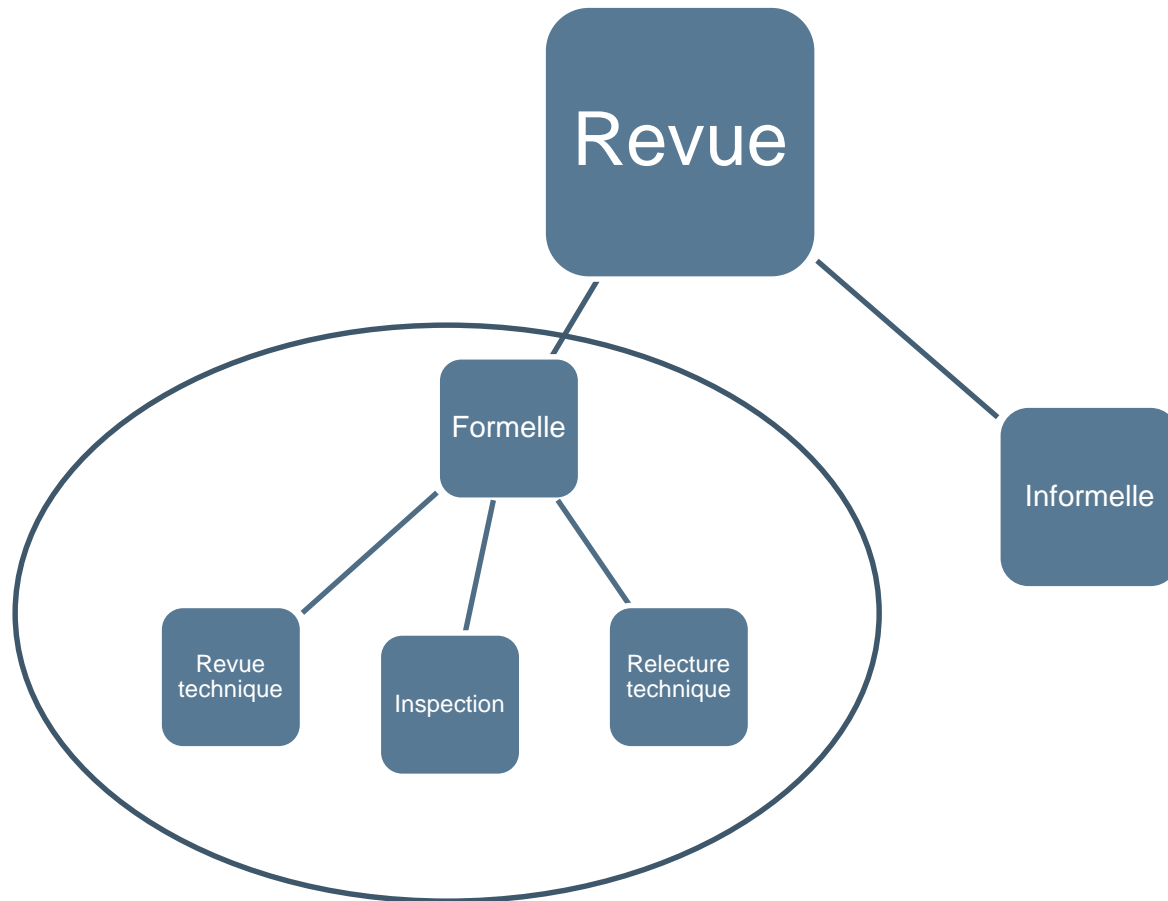 Revue
Formelle
Informelle
Revue
technique
Inspection
Relecture
technique